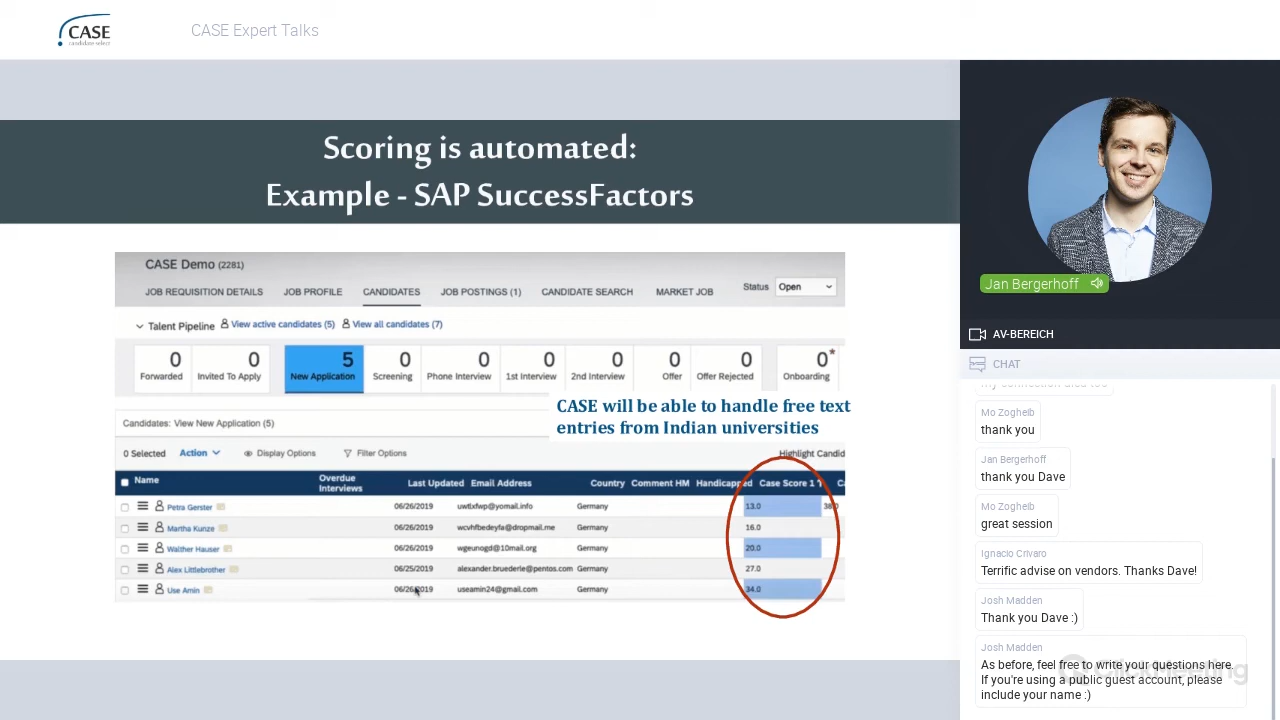 CASE
candidate select
CASE Expert Talks
Scoring is automated:
Example - SAP SuccessFactors
CASE Demo (2281)
JOB REQUISITION DETAILS JOB PROFILE CANDIDATES JOB POSTINGS (1) CANDIDATE SEARCH MARKET JOB Status Open
Talent Pipeline View active candidates (5) View all candidates (7)
0 0 5 0 0 0 0 0 0 0*
Forwarded Invited To Apply New Application Screening Phone Interview 1st Interview 2nd Interview Offer Offer Rejected Onboarding
CASE will be able to handle free text
entries from Indian universities
Candidates: View New Application (5)
0 Selected Action Display Options Filter Options Highlight Candid
Name Overdue Interviews Last Updated Email Address Country Comment HM Handicapped Case Score 1
Petra Gerster 06/26/2019 uwtlxfwp@yomail.info Germany 13.0
Martha Kunze 06/26/2019 wcvhfbedeyfa@dropmail.me Germany 16.0
Walther Hauser 06/26/2019 wgeunogd@10mail.org Germany 20.0
Alex Littlebrother 06/25/2019 alexander.bruederle@pentos.com Germany 27.0
Use Amin 06/26/2019 useamin24@gmail.com Germany 34.0
Jan Bergerhoff
AV-BEREICH
CHAT
Mo Zogheib
thank you
Jan Bergerhoff
thank you Dave
Mo Zogheib
great session
Ignacio Crivaro
Terrific advise on vendors. Thanks Dave!
Josh Madden
Thank you Dave :)
Josh Madden
As before, feel free to write your questions here.
If you're using a public guest account, please
include your name :)
ClickMeeting